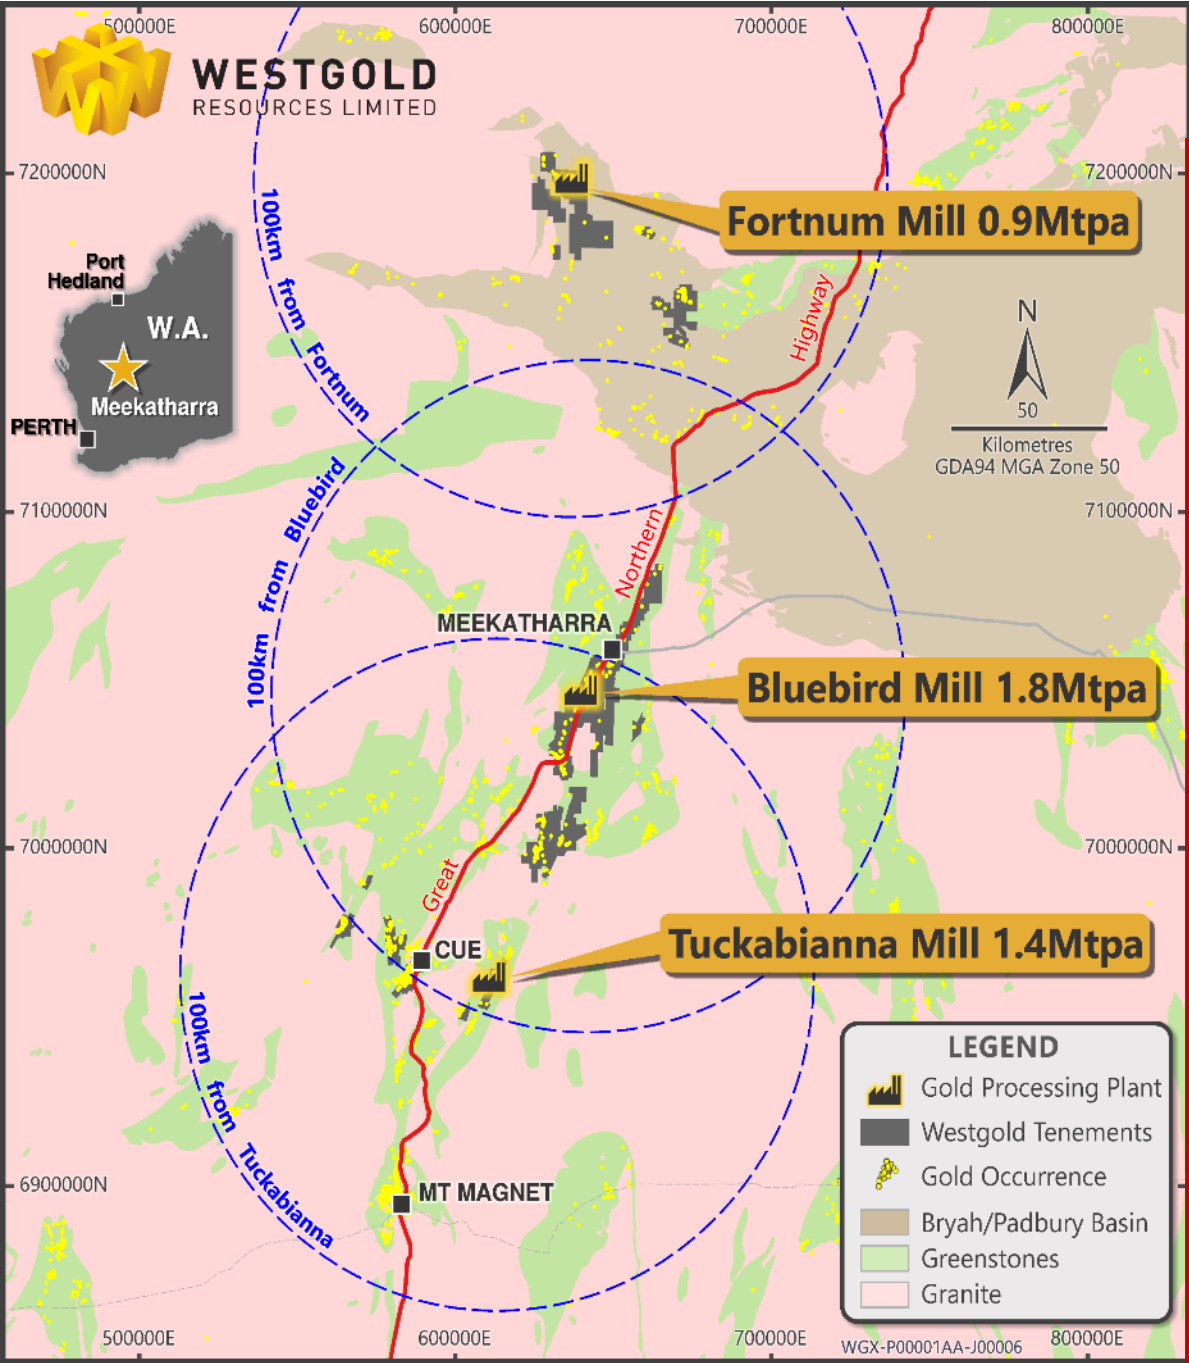 500000E
600000E
700000E
800000E
WESTGOLD
RESOURCES LIMITED
7200000N
7200000N
Fortnum Mill 0.9Mtpa
100km from Fortnum
Port
Hedland
W.A.
Meekatharra
PERTH
Highway
N
50
Kilometres
GDA94 MGA Zone 50
100km from Bluebird
7100000N
7100000N
Northern
MEEKATHARRA
Bluebird Mill 1.8Mtpa
7000000N
7000000N
Great
CUE
Tuckabianna Mill 1.4Mtpa
100km from Tuckabianna
6900000N
MT MAGNET
LEGEND
Gold Processing Plant
Westgold Tenements
Gold Occurrence
Bryah/Padbury Basin
Greenstones
Granite
500000E
600000E
700000E
800000E
WGX-P00001AA-J00006